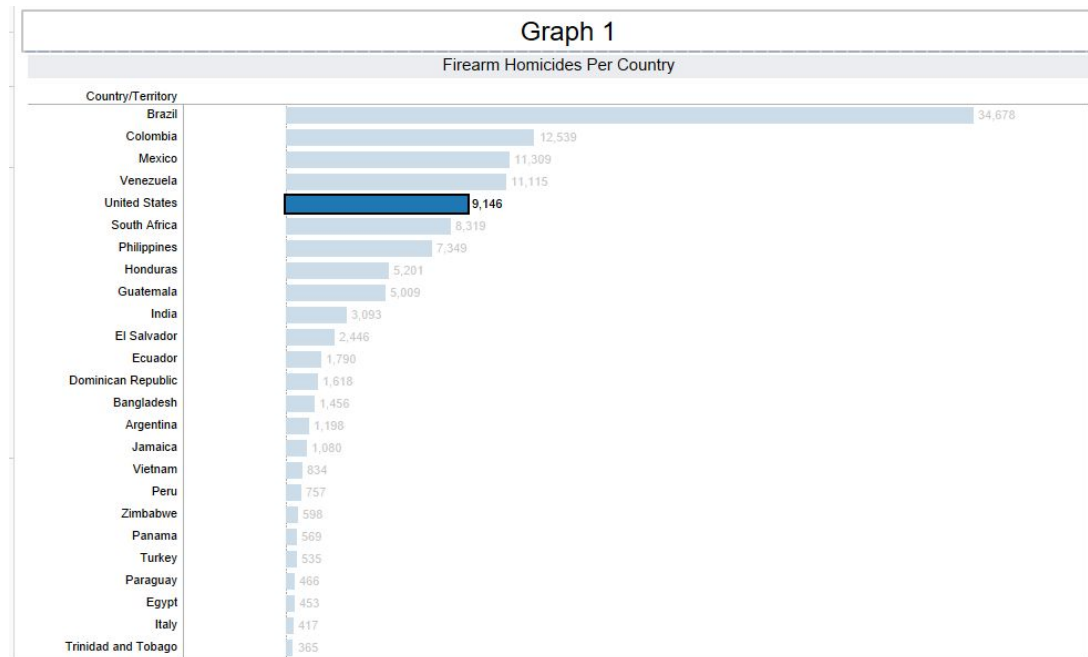 Graph 1
Firearm Homicides Per Country
Country/Territory
Brazil 34,678
Colombia 12,539
Mexico 11,309
Venezuela 11,115
United States 9,146
South Africa 8,319
Philippines 7,349
Honduras 5,201
Guatemala 5,009
India 3,093
El Salvador 2,446
Ecuador 1,790
Dominican Republic 1,618
Bangladesh 1,456
Argentina 1,198
Jamaica 1,080
Vietnam 834
Peru 757
Zimbabwe 598
Panama 569
Turkey 535
Paraguay 466
Egypt 453
Italy 417
Trinidad and Tobago 365